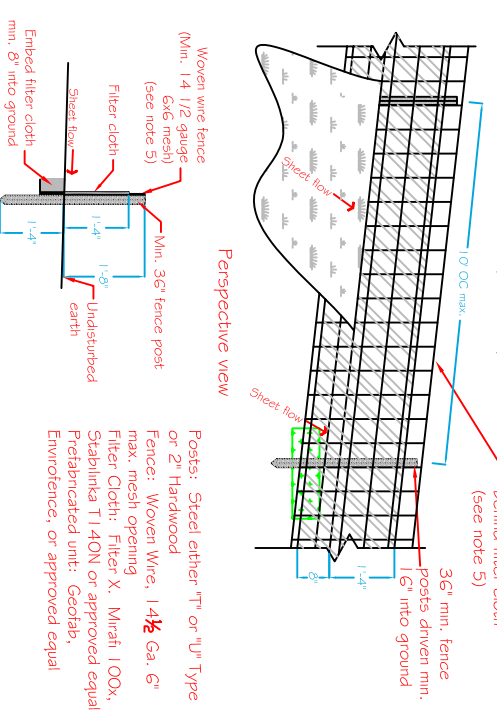 behind filter cloth
(see note 5)
36" min. fence
posts driven min.
16" into ground
10' OC max.
Sheet flow
Sheet flow
8"
1'-4"
Perspective view
Woven wire fence
(Min. 14 1/2 gauge
6x6 mesh)
(see note 5)
Filter cloth
Sheet flow
Embed filter cloth
min. 8" into ground
Min. 36" fence post
1'-4"
1'-8"
1'-4"
Undisturbed
earth
Posts: Steel either "T" or "U" Type
or 2" Hardwood
Fence: Woven Wire, 14½ Ga. 6"
max. mesh opening
Filter Cloth: Filter X. Mirafi 100x,
Stabilinka T140N or approved equal
Prefabricated unit: Geofab,
Envirofence, or approved equal